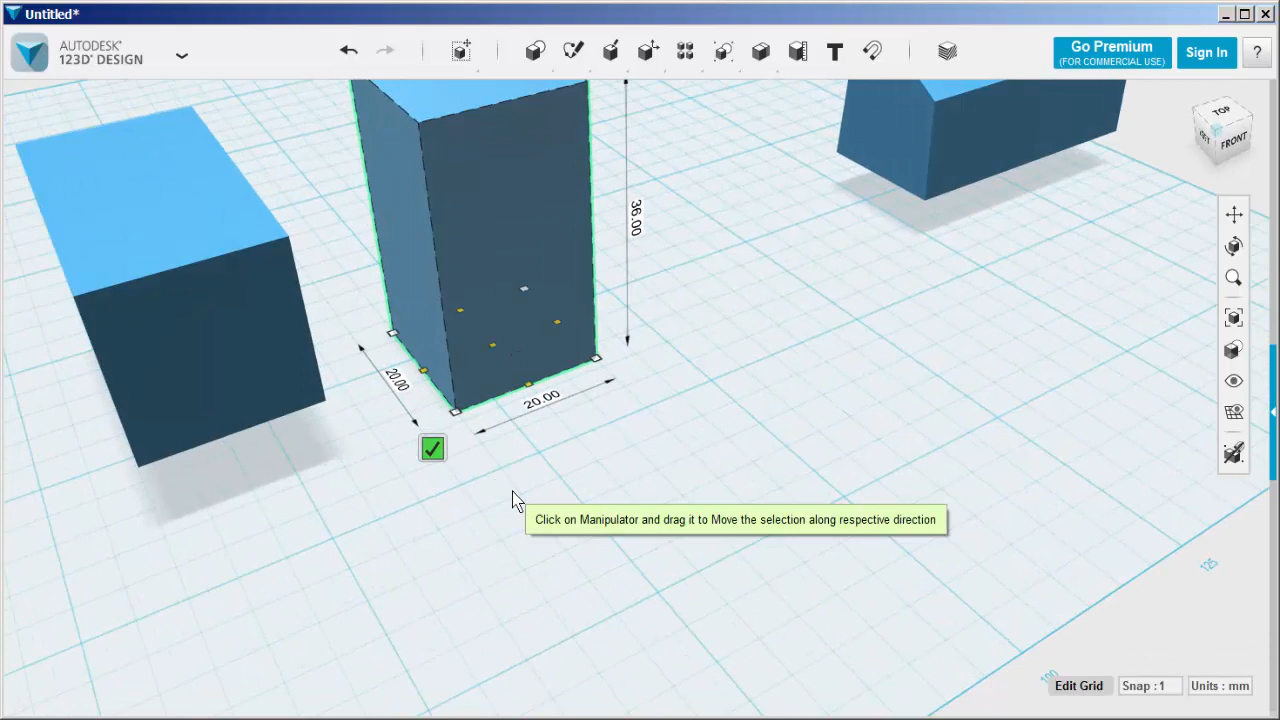 Untitled*
AUTODESK®
123D® DESIGN
T
Go Premium
(FOR COMMERCIAL USE)
Sign In
?
TOP
FRONT
36.00
20.00
20.00
Click on Manipulator and drag it to Move the selection along respective direction
125
Edit Grid
Snap : 1
Units : mm